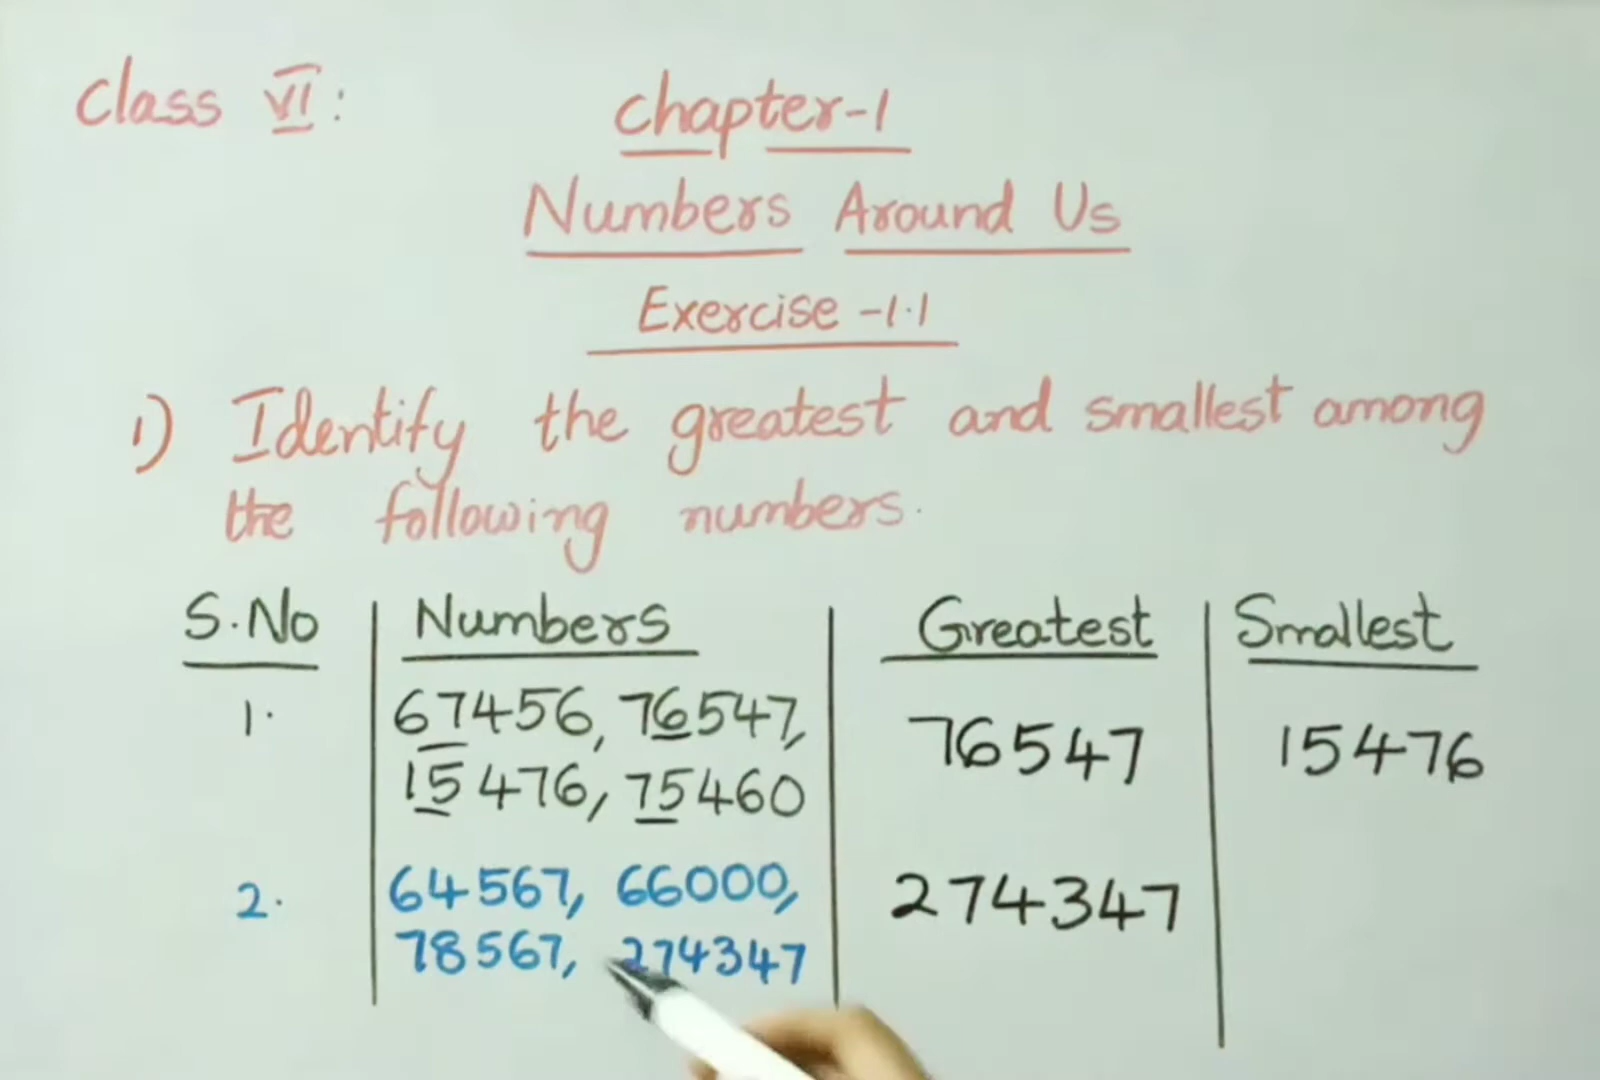 Class VI:
Chapter-1
Numbers Around Us
Exercise -1.1
1) Identify the greatest and smallest among
the following numbers.
S.No Numbers Greatest Smallest
1. 67456, 76547, 76547 15476
15476, 75460
2. 64567, 66000, 274347
78567, 274347